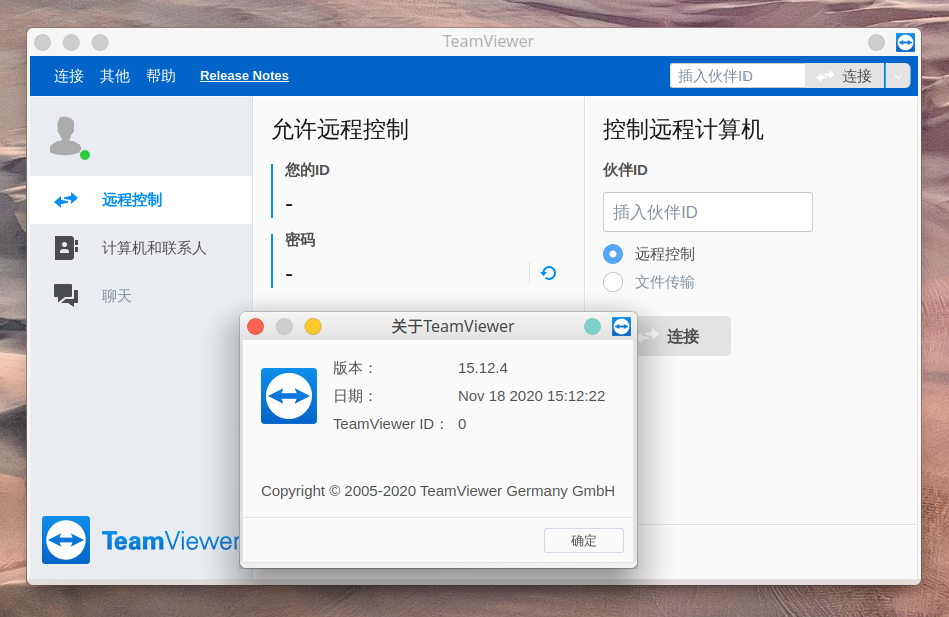 TeamViewer
连接 其他 帮助 Release Notes 插入伙伴ID 连接
远程控制
计算机和联系人
聊天
TeamViewer
允许远程控制
您的ID
-
密码
-
控制远程计算机
伙伴ID
插入伙伴ID
远程控制
文件传输
连接
关于TeamViewer
版本： 15.12.4
日期： Nov 18 2020 15:12:22
TeamViewer ID： 0
Copyright © 2005-2020 TeamViewer Germany GmbH
确定